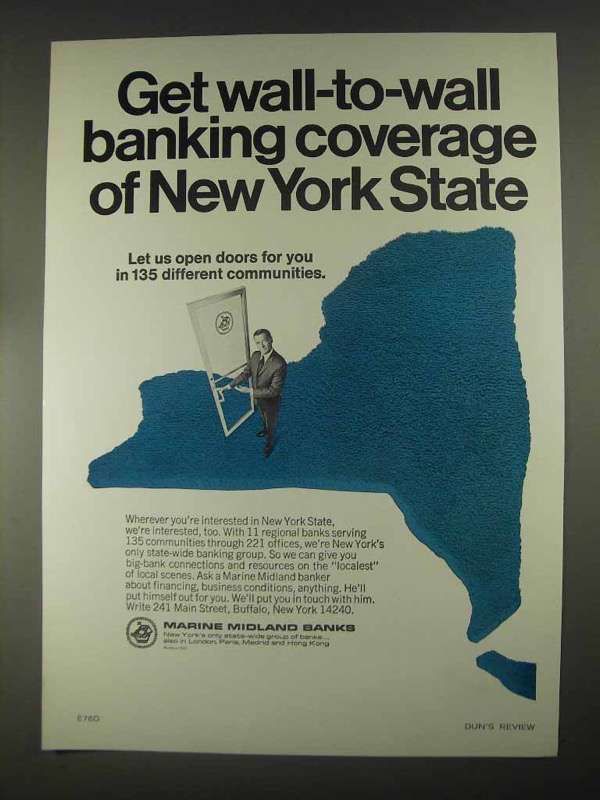 Get wall-to-wall
banking coverage
of New York State
Let us open doors for you
in 135 different communities.
Wherever you're interested in New York State,
we're interested, too. With 11 regional banks serving
135 communities through 221 offices, we're New York's
only state-wide banking group. So we can give you
big-bank connections and resources on the "localest"
of local scenes. Ask a Marine Midland banker
about financing, business conditions, anything. He'll
put himself out for you. We'll put you in touch with him.
Write 241 Main Street, Buffalo, New York 14240.
MARINE MIDLAND BANKS
New York's only state-wide group of banks...
also in London, Paris, Madrid and Hong Kong
DUN'S REVIEW